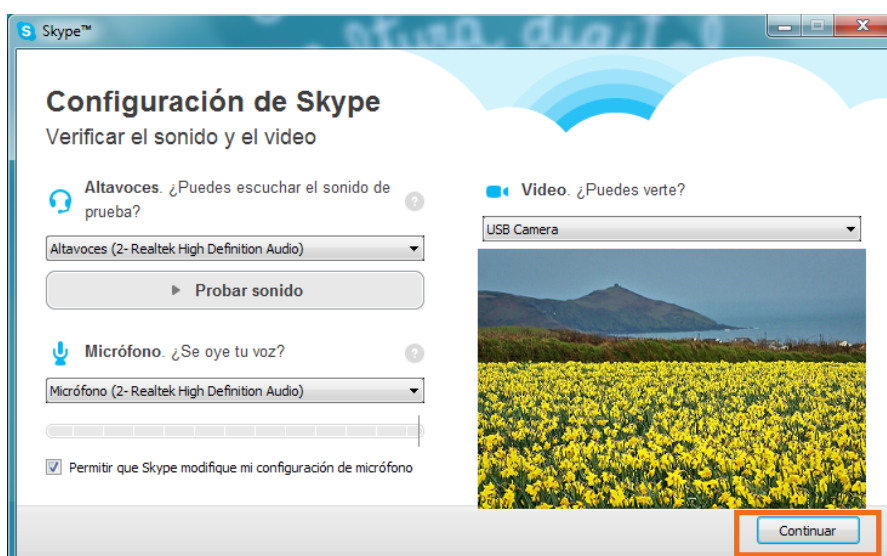 Skype™
Configuración de Skype
Verificar el sonido y el video
Altavoces. ¿Puedes escuchar el sonido de
prueba?
Altavoces (2- Realtek High Definition Audio)
Probar sonido
Micrófono. ¿Se oye tu voz?
Micrófono (2- Realtek High Definition Audio)
Permitir que Skype modifique mi configuración de micrófono
Video. ¿Puedes verte?
USB Camera
Continuar